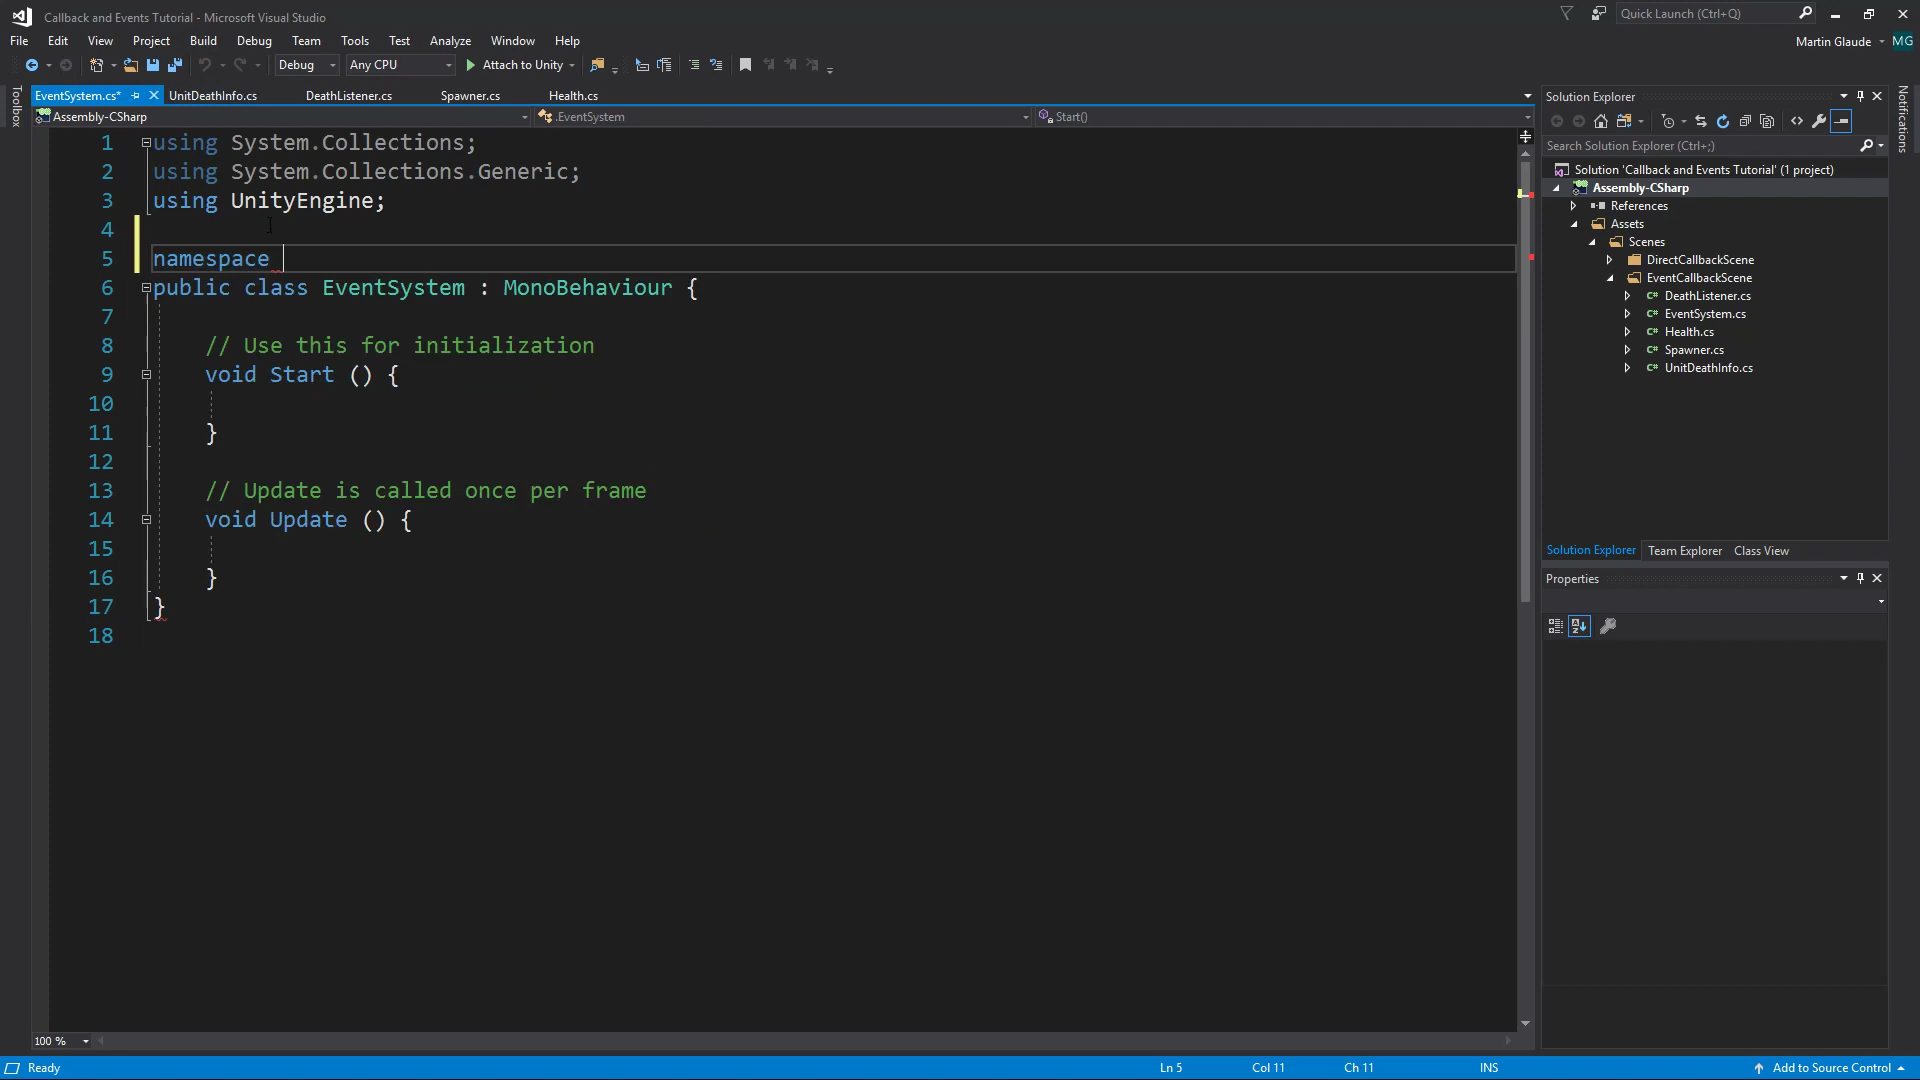 Callback and Events Tutorial - Microsoft Visual Studio
Quick Launch (Ctrl+Q)
File Edit View Project Build Debug Team Tools Test Analyze Window Help
Martin Glaude MG
Debug Any CPU Attach to Unity
Toolbox
EventSystem.cs* UnitDeathInfo.cs DeathListener.cs Spawner.cs Health.cs
Assembly-CSharp .EventSystem Start()
1 using System.Collections;
2 using System.Collections.Generic;
3 using UnityEngine;
4
5 namespace
6 public class EventSystem : MonoBehaviour {
7
8 // Use this for initialization
9 void Start () {
10
11 }
12
13 // Update is called once per frame
14 void Update () {
15
16 }
17 }
18
100 %
Solution Explorer
Search Solution Explorer (Ctrl+;)
Solution 'Callback and Events Tutorial' (1 project)
Assembly-CSharp
References
Assets
Scenes
DirectCallbackScene
EventCallbackScene
C# DeathListener.cs
C# EventSystem.cs
C# Health.cs
C# Spawner.cs
C# UnitDeathInfo.cs
Solution Explorer Team Explorer Class View
Properties
Notifications
Ready Ln 5 Col 11 Ch 11 INS Add to Source Control